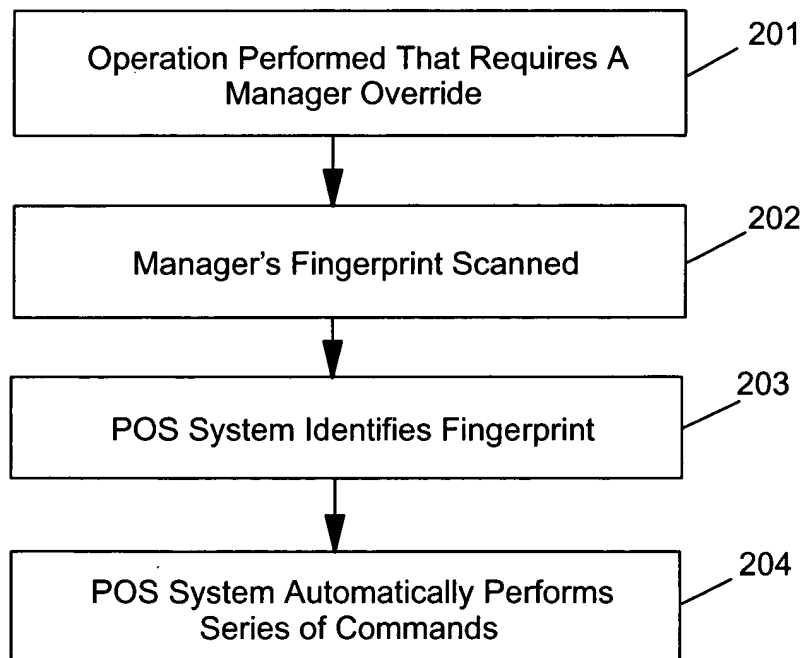 Operation Performed That Requires A
Manager Override
201
Manager's Fingerprint Scanned
202
POS System Identifies Fingerprint
203
POS System Automatically Performs
Series of Commands
204